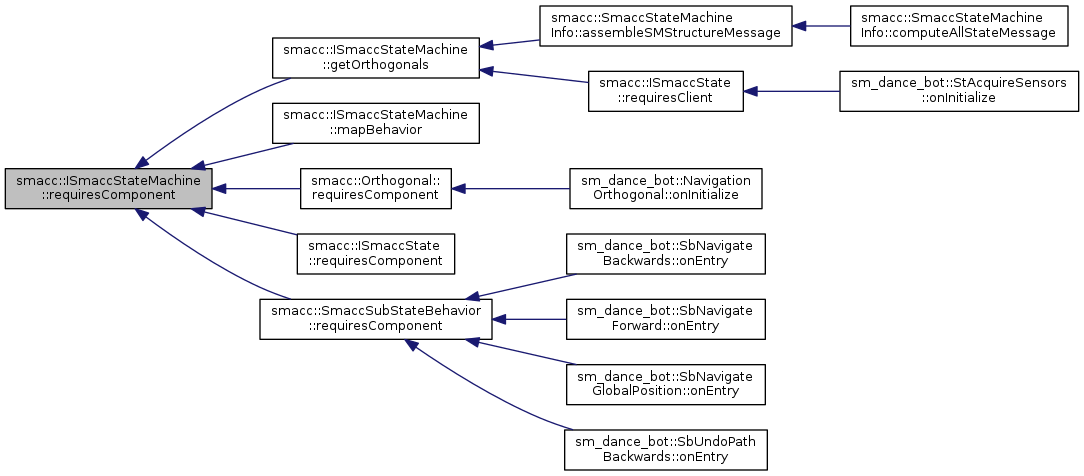 smacc::ISmaccStateMachine
::requiresComponent
smacc::ISmaccStateMachine
::getOrthogonals
smacc::SmaccStateMachine
Info::assembleSMStructureMessage
smacc::SmaccStateMachine
Info::computeAllStateMessage
smacc::ISmaccState
::requiresClient
sm_dance_bot::StAcquireSensors
::onInitialize
smacc::ISmaccStateMachine
::mapBehavior
smacc::Orthogonal::
requiresComponent
sm_dance_bot::Navigation
Orthogonal::onInitialize
smacc::ISmaccState
::requiresComponent
smacc::SmaccSubStateBehavior
::requiresComponent
sm_dance_bot::SbNavigate
Backwards::onEntry
sm_dance_bot::SbNavigate
Forward::onEntry
sm_dance_bot::SbNavigate
GlobalPosition::onEntry
sm_dance_bot::SbUndoPath
Backwards::onEntry